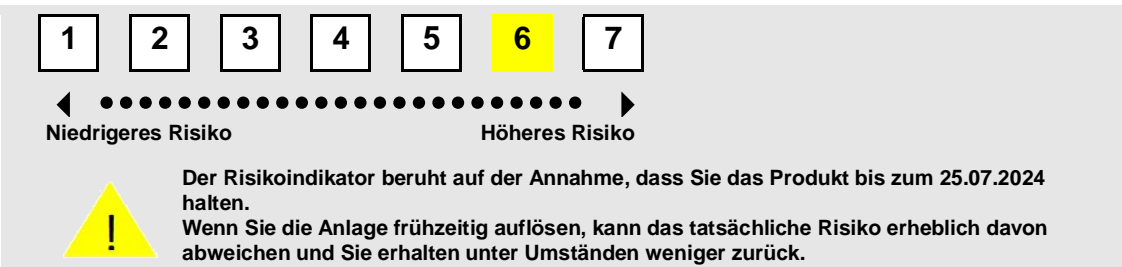 1 2 3 4 5 6 7
Niedrigeres Risiko Höheres Risiko
Der Risikoindikator beruht auf der Annahme, dass Sie das Produkt bis zum 25.07.2024
halten.
Wenn Sie die Anlage frühzeitig auflösen, kann das tatsächliche Risiko erheblich davon
abweichen und Sie erhalten unter Umständen weniger zurück.
!